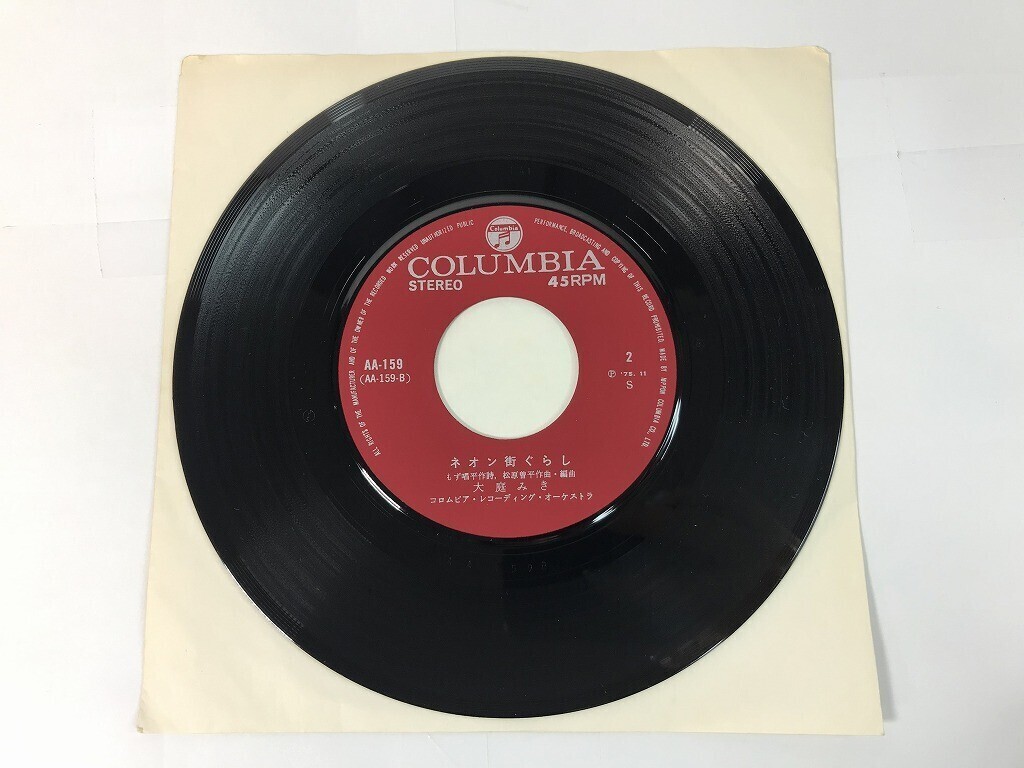 ALL RIGHTS OF THE MANUFACTURER AND OF THE OWNER OF THE RECORDED WORK RESERVED UNAUTHORIZED PUBLIC PERFORMANCE, BROADCASTING AND COPYING OF THIS RECORD PROHIBITED. MADE BY NIPPON COLUMBIA CO., LTD.
Columbia
COLUMBIA
STEREO 45RPM
AA-159 2
(AA-159-B) Ⓟ '75. 11
S
ネオン街ぐらし
もず唱平作詩, 松原曽平作曲・編曲
大庭みき
コロムビア・レコーディング・オーケストラ